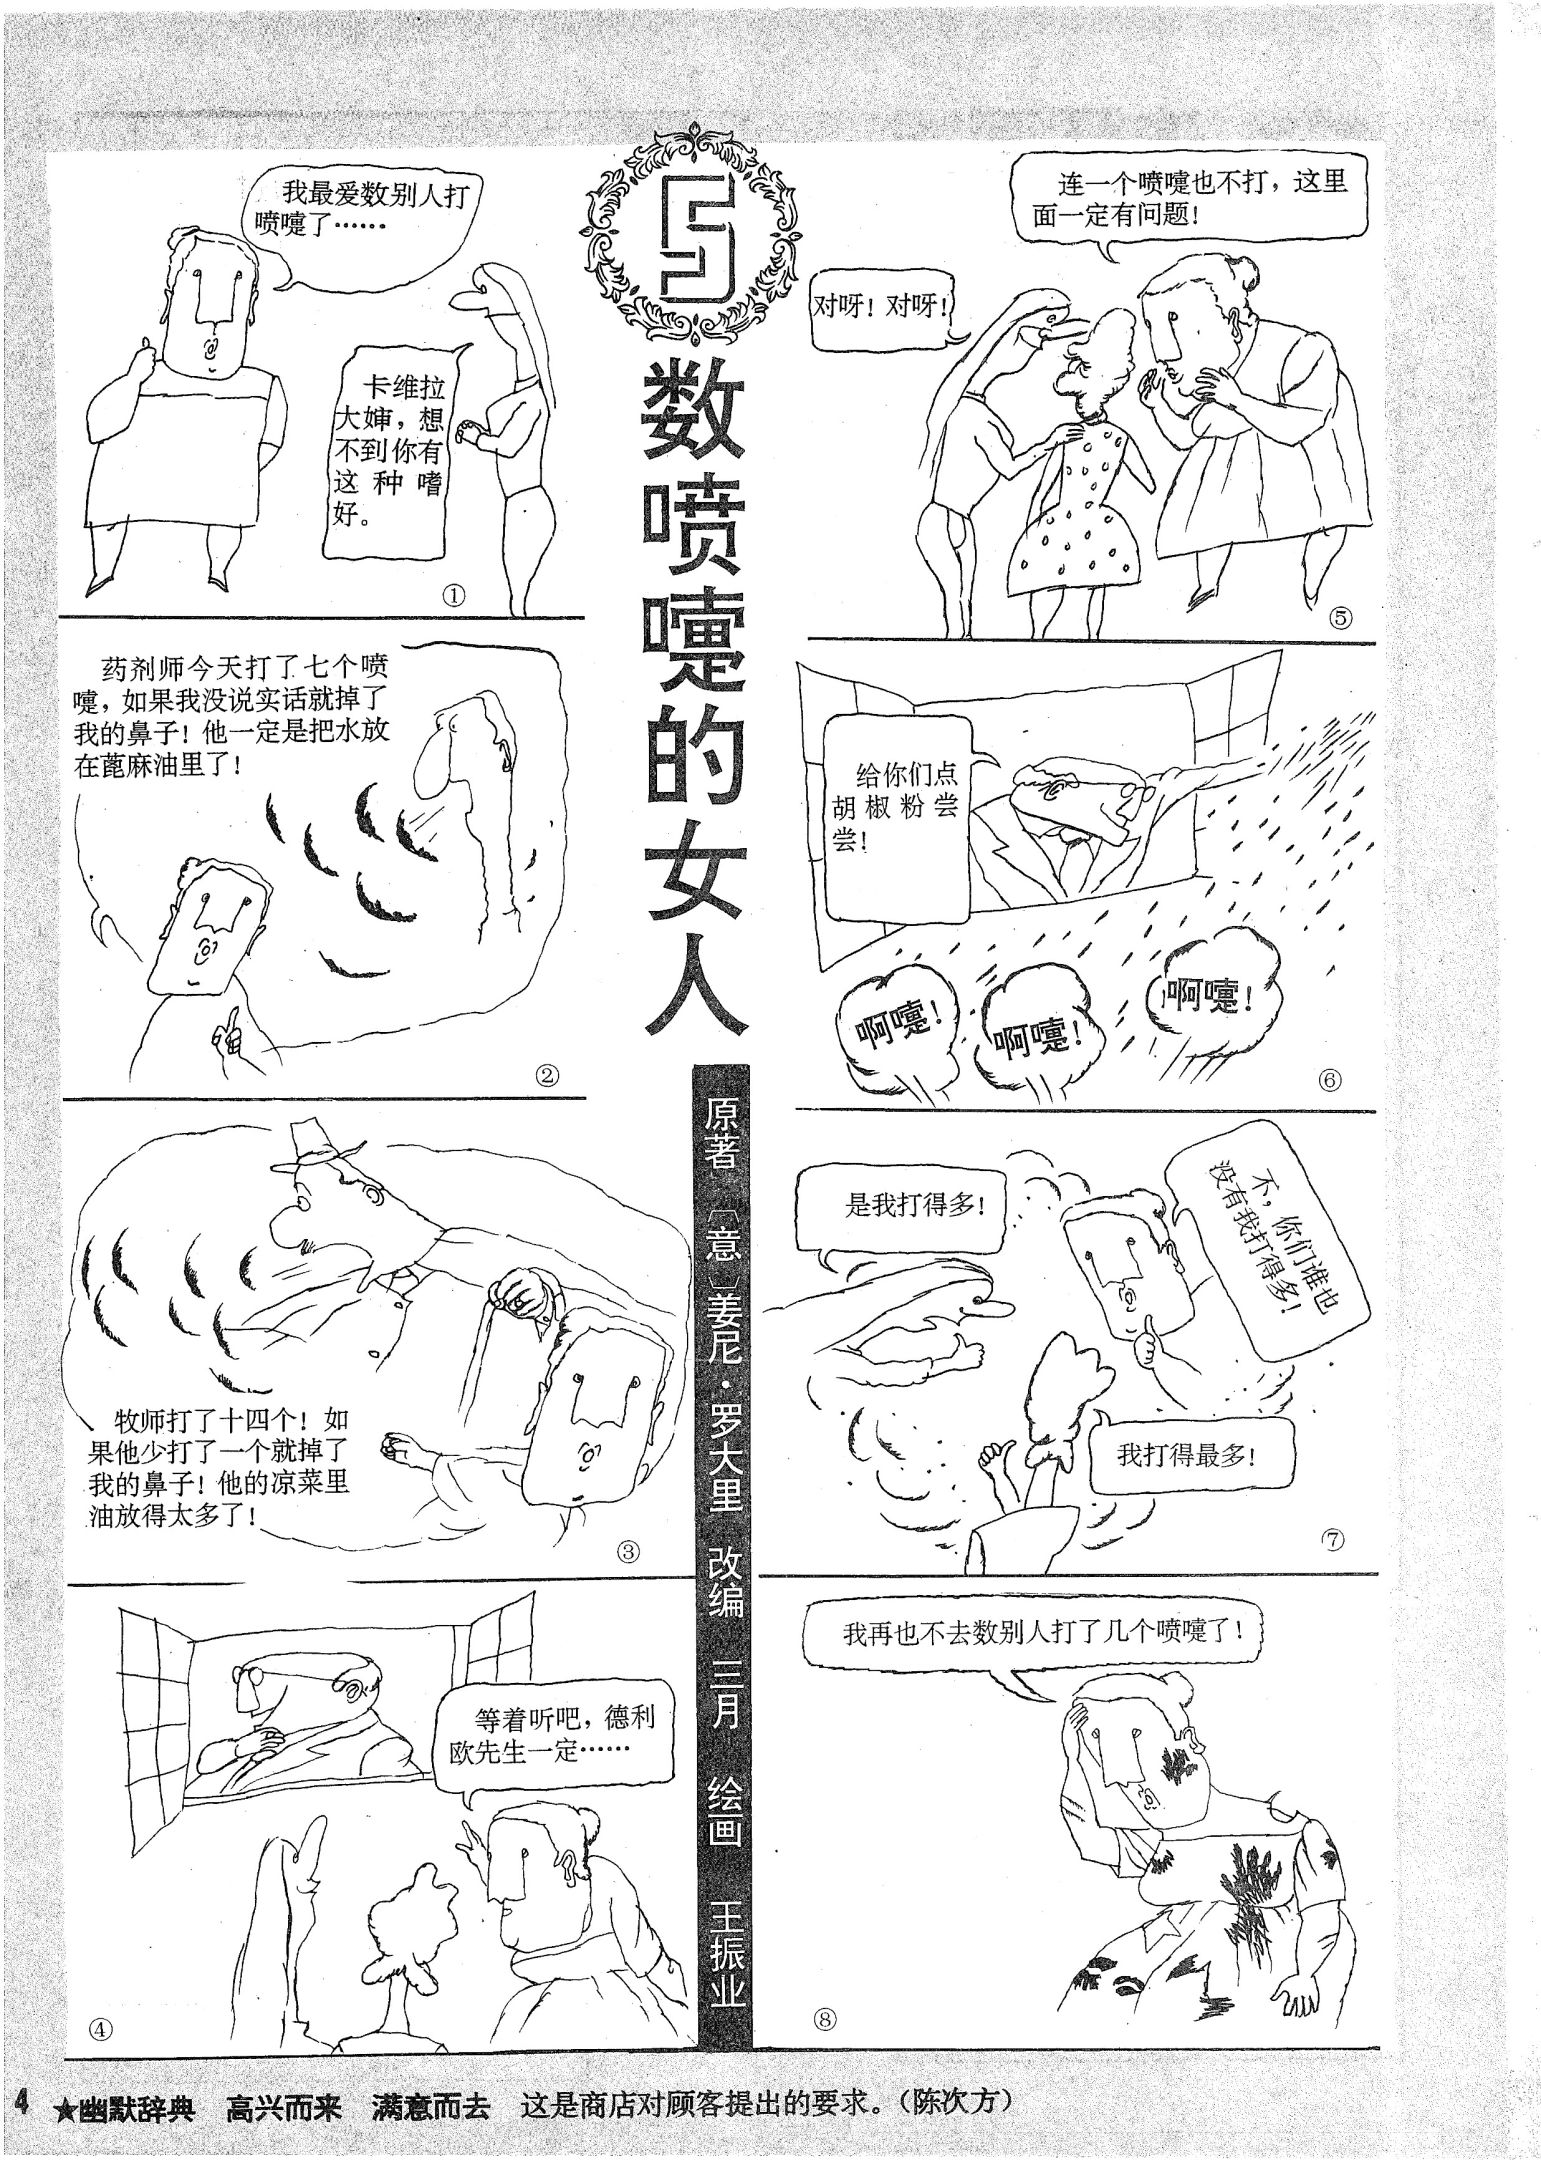 5
数喷嚏的女人
原著〔意〕姜尼·罗大里 改编 三月 绘画 王振业
我最爱数别人打
喷嚏了……
卡维拉
大婶，想
不到你有
这种嗜
好。
①
药剂师今天打了七个喷
嚏，如果我没说实话就掉了
我的鼻子！他一定是把水放
在蓖麻油里了！
②
牧师打了十四个！如
果他少打了一个就掉了
我的鼻子！他的凉菜里
油放得太多了！
③
等着听吧，德利
欧先生一定……
④
连一个喷嚏也不打，这里
面一定有问题！
对呀！对呀！
⑤
给你们点
胡椒粉尝
尝！
啊嚏！
啊嚏！
啊嚏！
⑥
是我打得多！
不，你们谁也
没有我打得多！
我打得最多！
⑦
我再也不去数别人打了几个喷嚏了！
⑧
4 ★幽默辞典 高兴而来 满意而去 这是商店对顾客提出的要求。（陈次方）